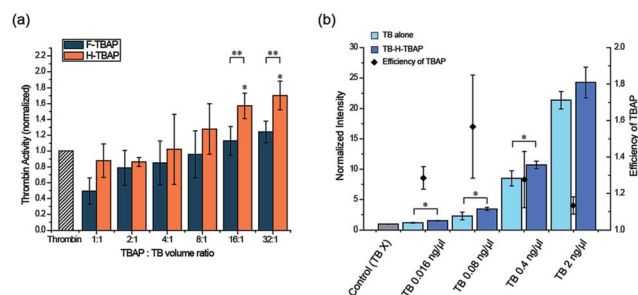 (a)
F-TBAP
H-TBAP
Thrombin Activity (normalized)
2.2
2.0
1.8
1.6
1.4
1.2
1.0
0.8
0.6
0.4
0.2
0.0
**
**
*
*
Thrombin
1:1
2:1
4:1
8:1
16:1
32:1
TBAP : TB volume ratio
(b)
TB alone
TB-H-TBAP
Efficiency of TBAP
Normalized Intensity
30
25
20
15
10
5
0
*
*
*
2.0
1.8
1.6
1.4
1.2
1.0
Efficiency of TBAP
Control (TB X)
TB 0.016 ng/μl
TB 0.08 ng/μl
TB 0.4 ng/μl
TB 2 ng/μl